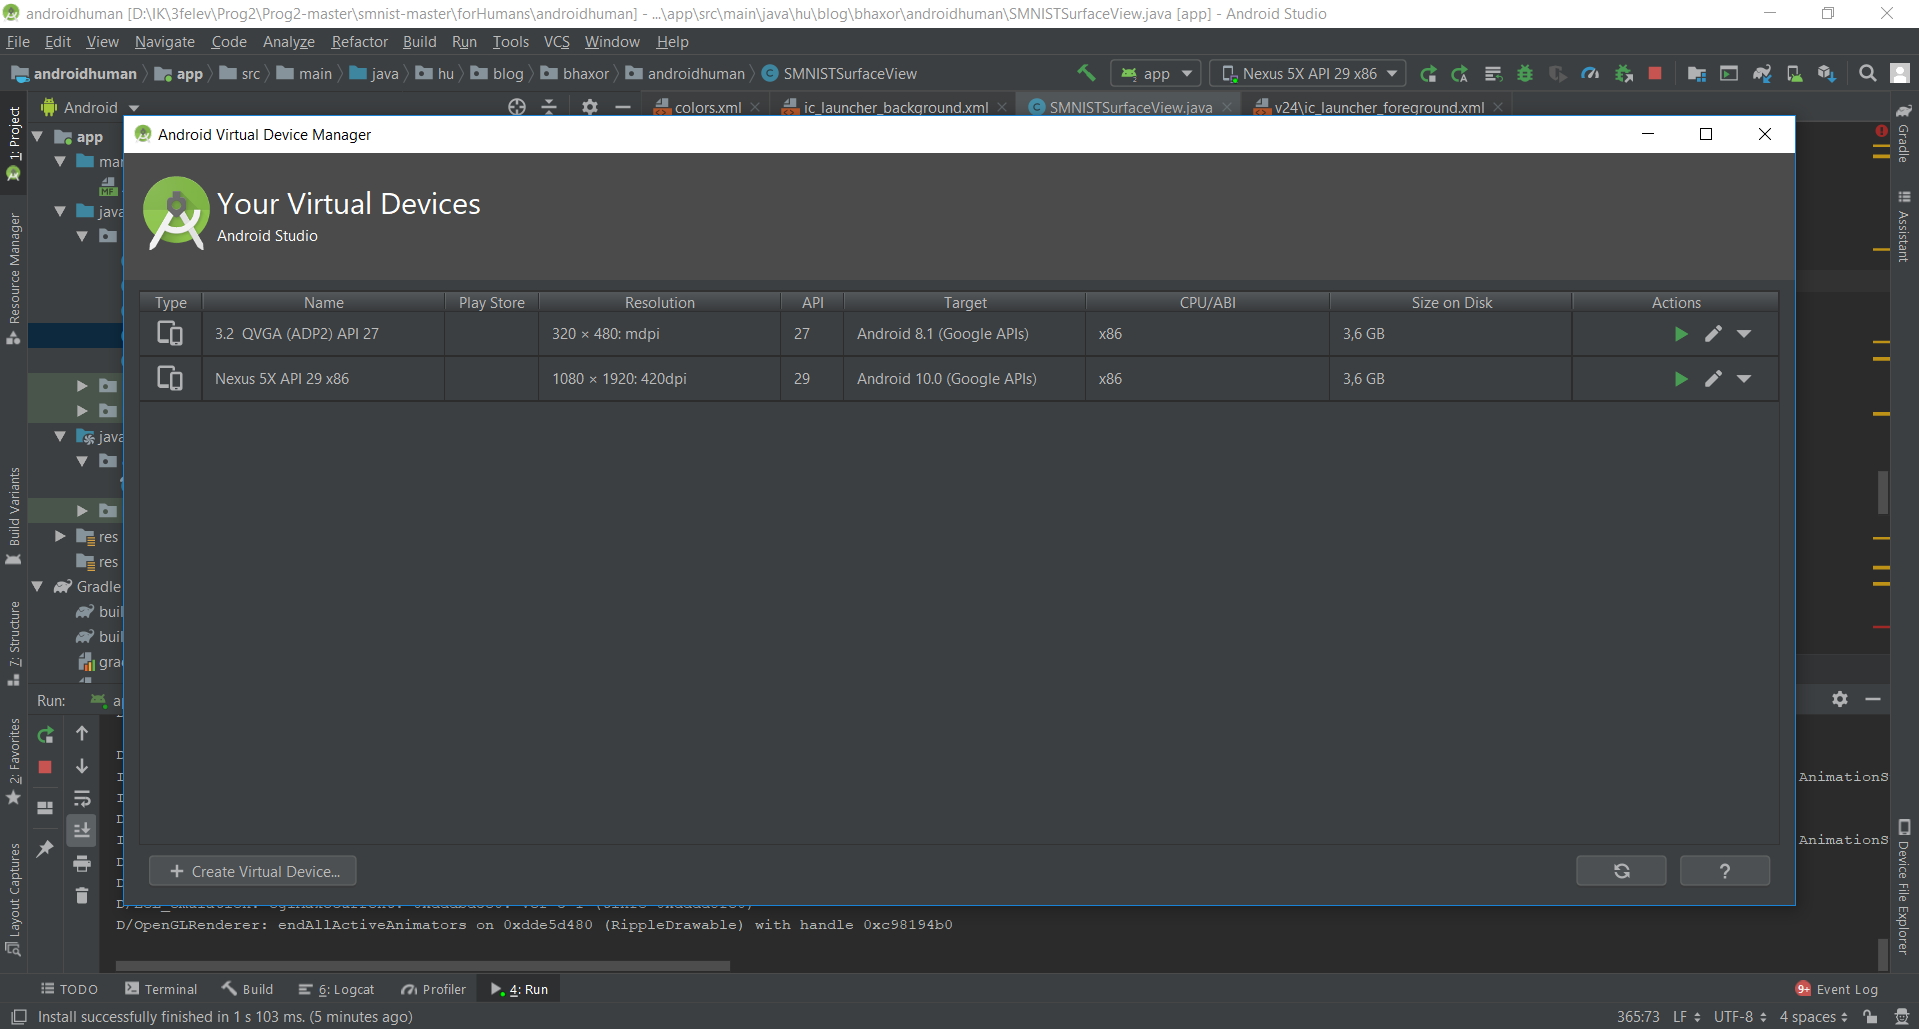 androidhuman [D:\IK\3felev\Prog2\Prog2-master\smnist-master\forHumans\androidhuman] - ...\app\src\main\java\hu\blog\bhaxor\androidhuman\SMNISTSurfaceView.java [app] - Android Studio
File Edit View Navigate Code Analyze Refactor Build Run Tools VCS Window Help
androidhuman app src main java hu blog bhaxor androidhuman SMNISTSurfaceView app Nexus 5X API 29 x86
Android colors.xml ic_launcher_background.xml SMNISTSurfaceView.java v24\ic_launcher_foreground.xml
1: Project
Resource Manager
Build Variants
7: Structure
2: Favorites
Layout Captures
app
java
java
res
res
Gradle
Android Virtual Device Manager
Your Virtual Devices
Android Studio
Type Name Play Store Resolution API Target CPU/ABI Size on Disk Actions
3.2 QVGA (ADP2) API 27 320 × 480: mdpi 27 Android 8.1 (Google APIs) x86 3,6 GB
Nexus 5X API 29 x86 1080 × 1920: 420dpi 29 Android 10.0 (Google APIs) x86 3,6 GB
+ Create Virtual Device...
?
Gradle
Assistant
Device File Explorer
Run:
AnimationS
AnimationS
D/OpenGLRenderer: endAllActiveAnimators on 0xdde5d480 (RippleDrawable) with handle 0xc98194b0
TODO Terminal Build 6: Logcat Profiler 4: Run 9+ Event Log
Install successfully finished in 1 s 103 ms. (5 minutes ago) 365:73 LF UTF-8 4 spaces